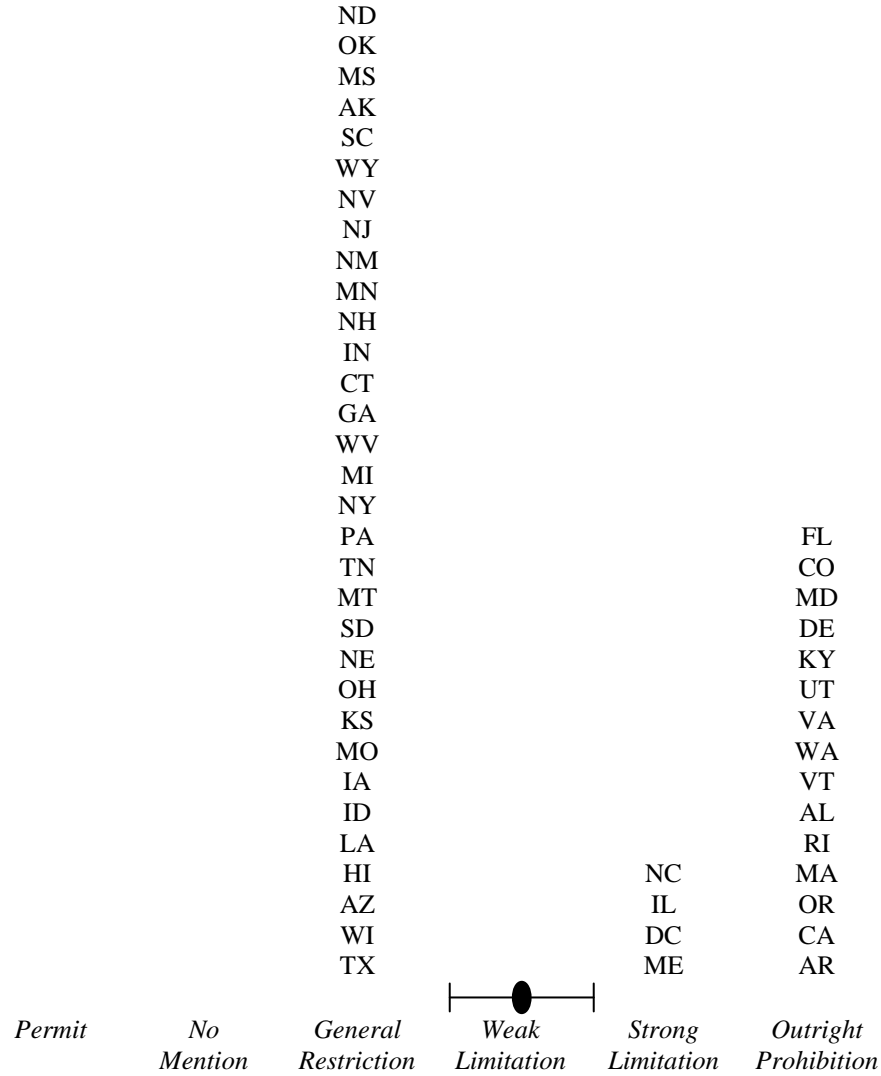 ND
OK
MS
AK
SC
WY
NV
NJ
NM
MN
NH
IN
CT
GA
WV
MI
NY
PA FL
TN CO
MT MD
SD DE
NE KY
OH UT
KS VA
MO WA
IA VT
ID AL
LA RI
HI NC MA
AZ IL OR
WI DC CA
TX ME AR
Permit No General Weak Strong Outright
Mention Restriction Limitation Limitation Prohibition